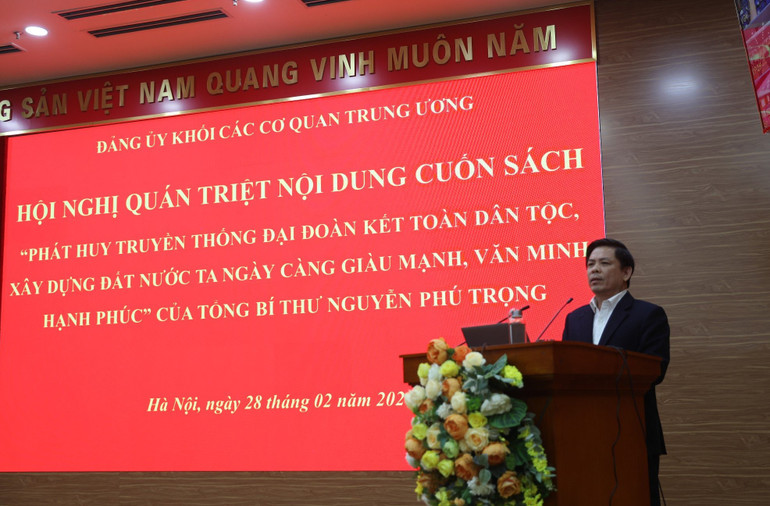 SẢN VIỆT NAM QUANG VINH MUÔN NĂM
ĐẢNG ỦY KHỐI CÁC CƠ QUAN TRUNG ƯƠNG
HỘI NGHỊ QUÁN TRIỆT NỘI DUNG CUỐN SÁCH
“PHÁT HUY TRUYỀN THỐNG ĐẠI ĐOÀN KẾT TOÀN DÂN TỘC,
XÂY DỰNG ĐẤT NƯỚC TA NGÀY CÀNG GIÀU MẠNH, VĂN MINH
HẠNH PHÚC” CỦA TỔNG BÍ THƯ NGUYỄN PHÚ TRỌNG
Hà Nội, ngày 28 tháng 02 năm